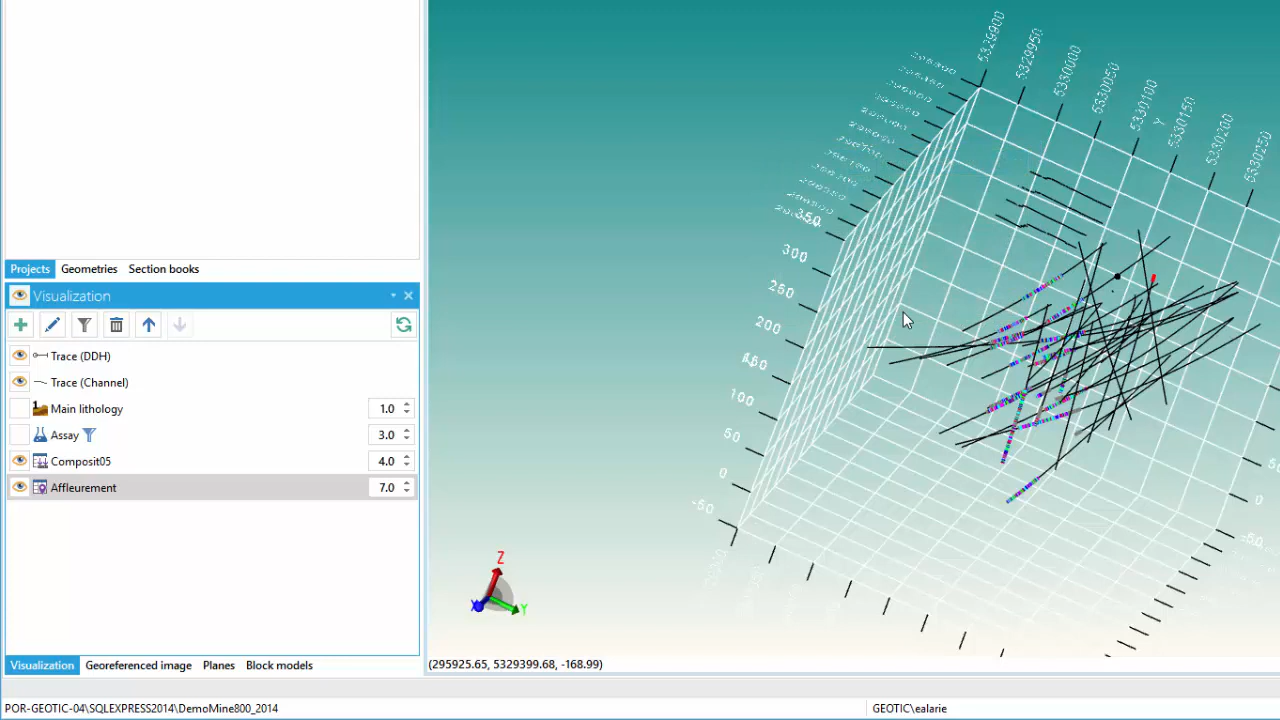 5329900
5329950
5330000
5330050
5330100
5330150
5330200
5330250
Y
350
300
250
200
100
50
0
-50
0
-50
Projects Geometries Section books
Visualization
Trace (DDH)
Trace (Channel)
Main lithology 1.0
Assay 3.0
Composit05 4.0
Affleurement 7.0
Z
X
Y
Visualization Georeferenced image Planes Block models
(295925.65, 5329399.68, -168.99)
POR-GEOTIC-04\SQLEXPRESS2014\DemoMine800_2014
GEOTIC\ealarie